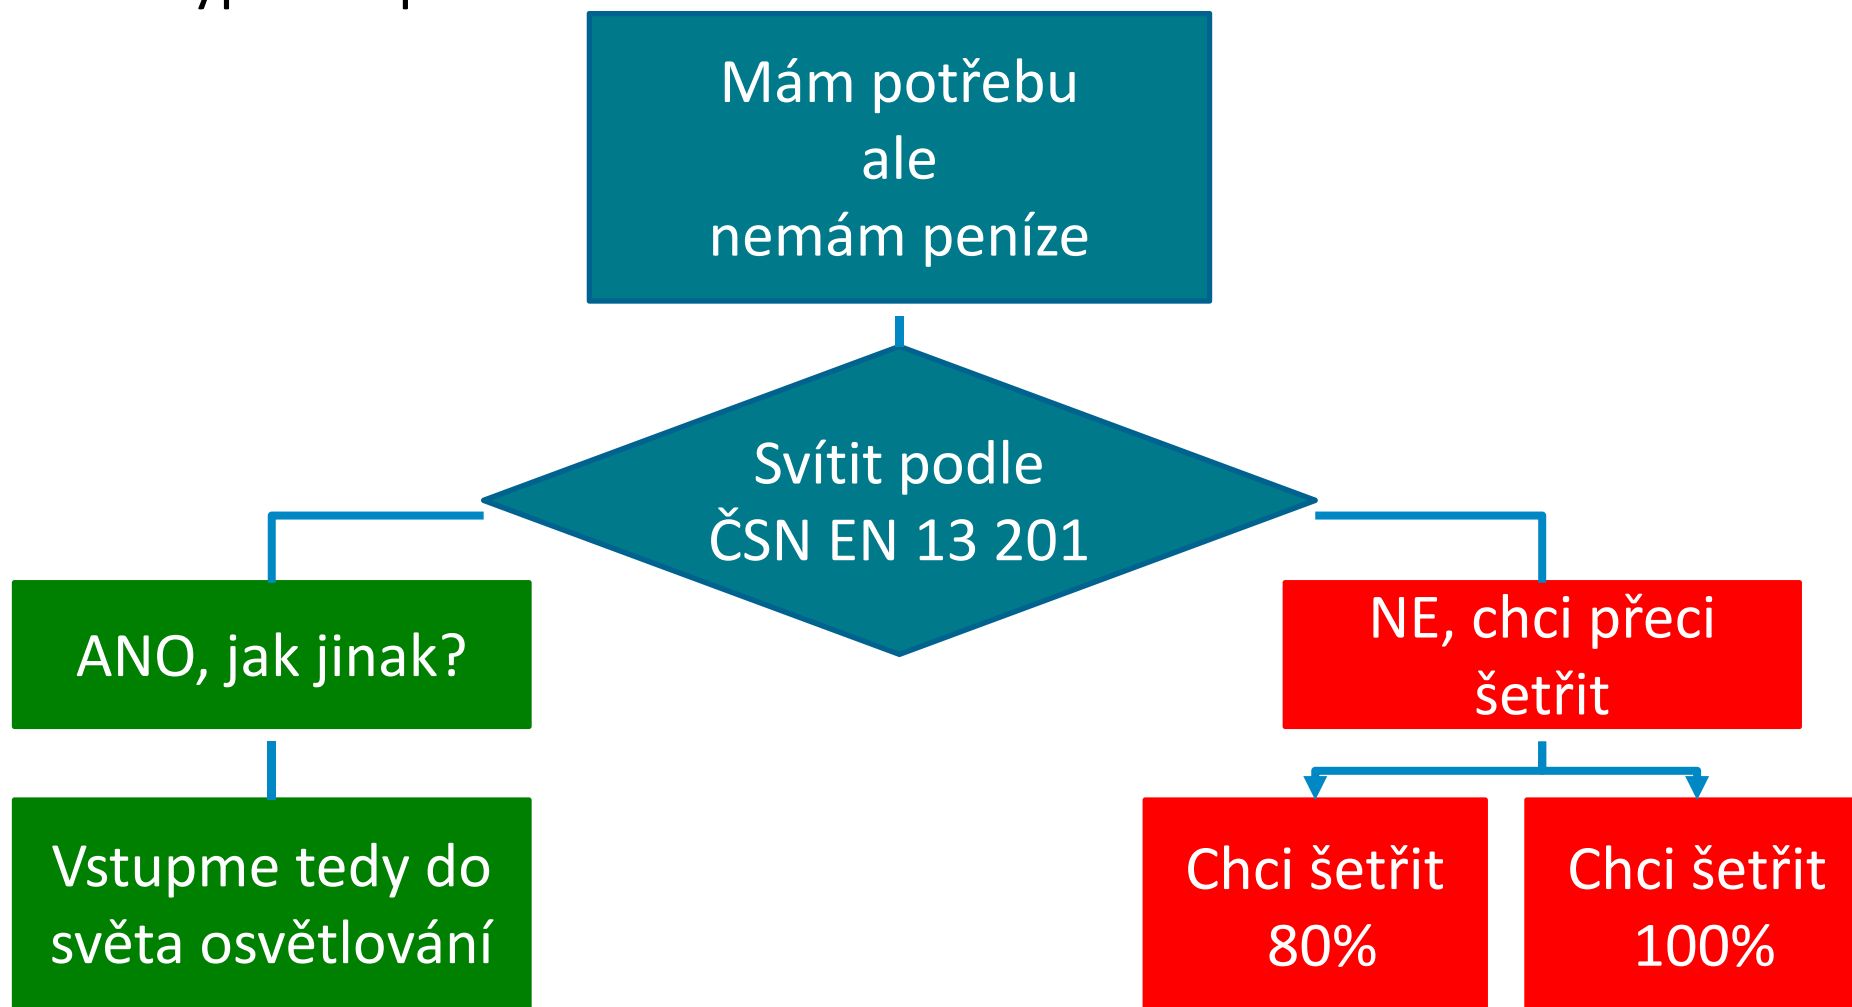 Mám potřebu
ale
nemám peníze
Svítit podle
ČSN EN 13 201
ANO, jak jinak?
NE, chci přeci
šetřit
Vstupme tedy do
světa osvětlování
Chci šetřit
80%
Chci šetřit
100%